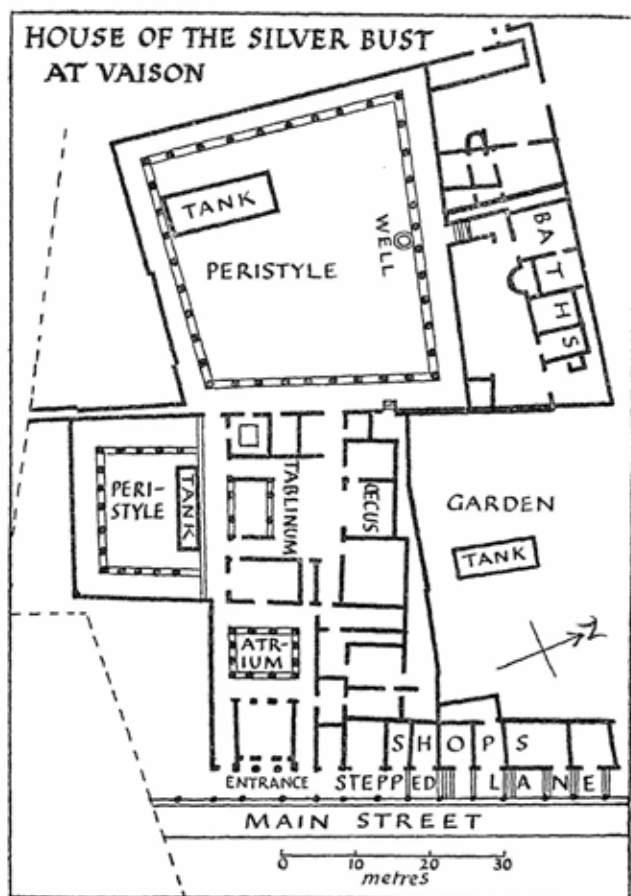 HOUSE OF THE SILVER BUST
AT VAISON
TANK
PERISTYLE
WELL
BATHS
PERI-
STYLE
TANK
TABLINUM
ŒCUS
GARDEN
TANK
N
ATR-
IUM
SHOPS
ENTRANCE
STEPPED LANE
MAIN STREET
0 10 20 30
metres